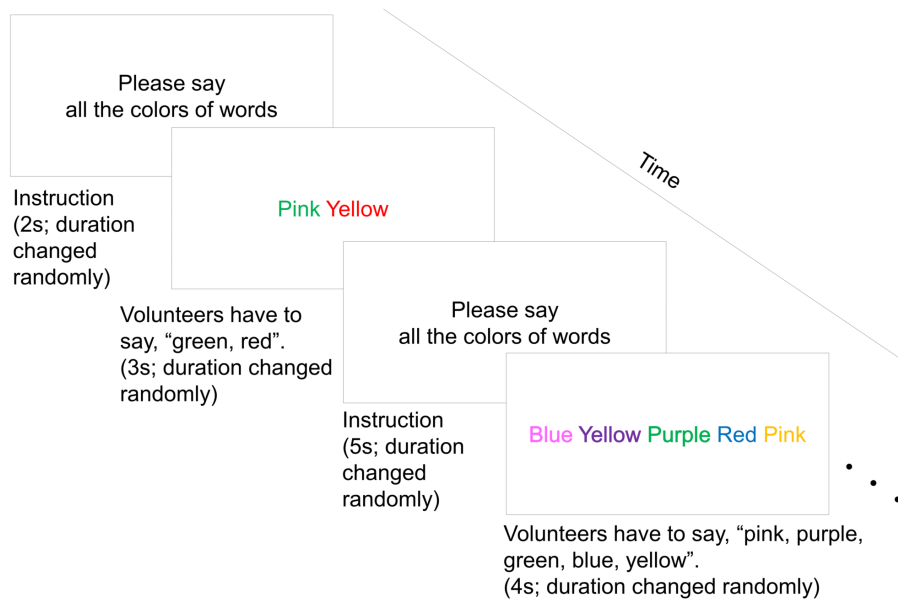 Please say
all the colors of words
Instruction
(2s; duration
changed
randomly)
Time
Pink Yellow
Volunteers have to
say, “green, red”.
(3s; duration changed
randomly)
Please say
all the colors of words
Instruction
(5s; duration
changed
randomly)
Blue Yellow Purple Red Pink
Volunteers have to say, “pink, purple,
green, blue, yellow”.
(4s; duration changed randomly)